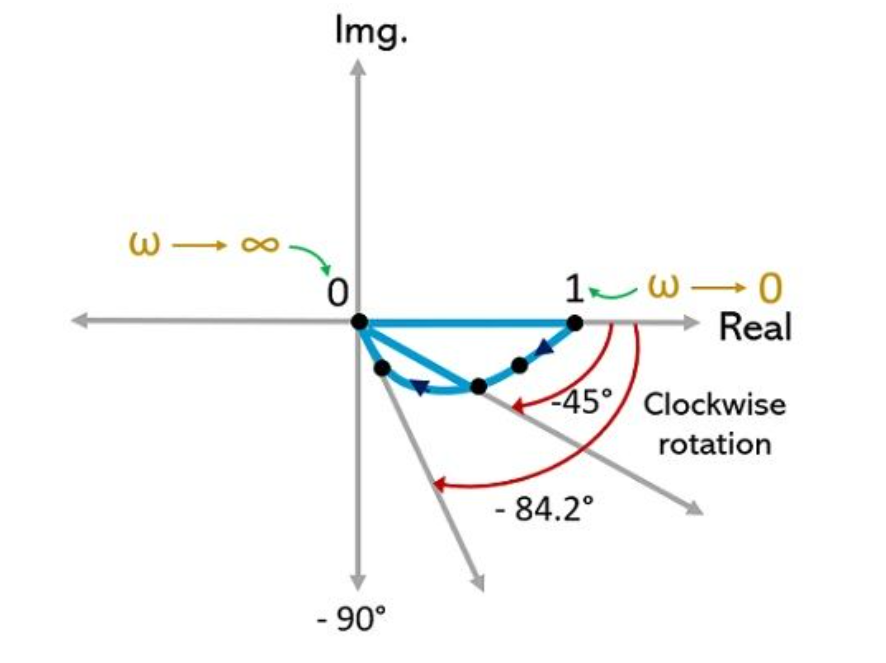 Img.
ω → ∞
0
1
ω → 0
Real
-45°
Clockwise
rotation
- 84.2°
- 90°